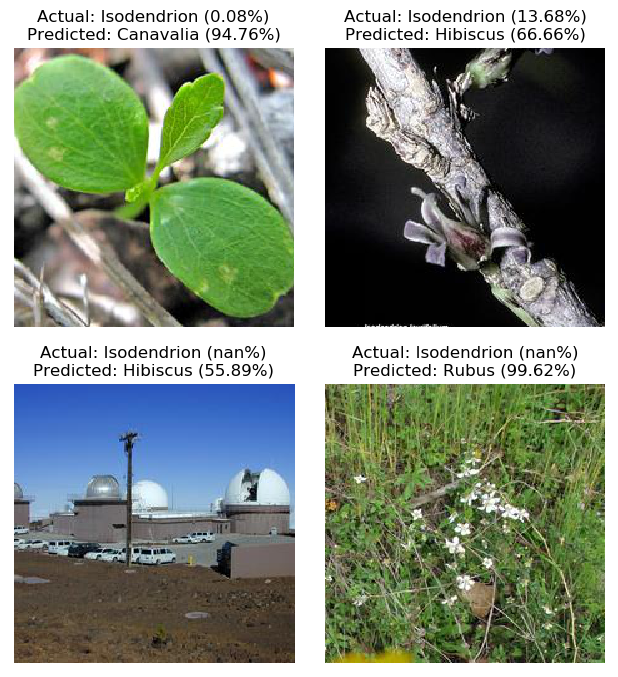 Actual: Isodendrion (0.08%)
Predicted: Canavalia (94.76%)
Actual: Isodendrion (13.68%)
Predicted: Hibiscus (66.66%)
Actual: Isodendrion (nan%)
Predicted: Hibiscus (55.89%)
Actual: Isodendrion (nan%)
Predicted: Rubus (99.62%)